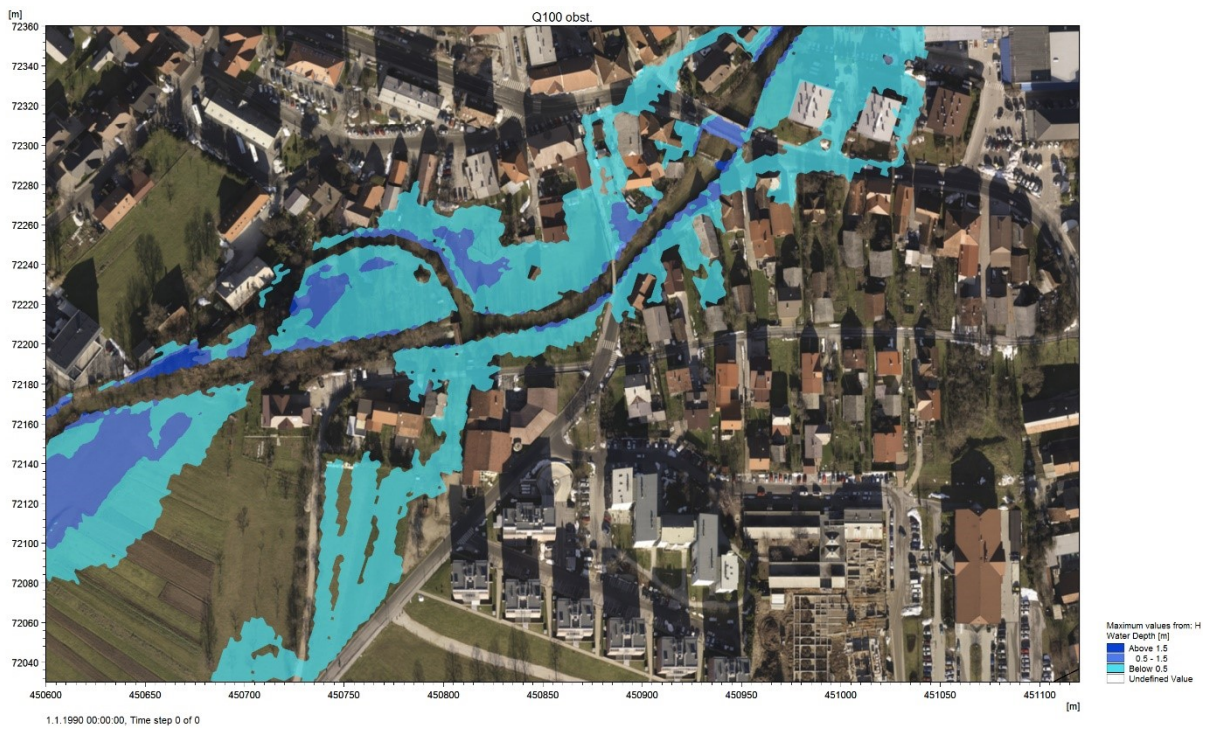 Q100 obst.
[m]
72360
72340
72320
72300
72280
72260
72240
72220
72200
72180
72160
72140
72120
72100
72080
72060
72040
450600 450650 450700 450750 450800 450850 450900 450950 451000 451050 451100
[m]
Maximum values from: H
Water Depth [m]
Above 1.5
0.5 - 1.5
Below 0.5
Undefined Value
1.1.1990 00:00:00, Time step 0 of 0